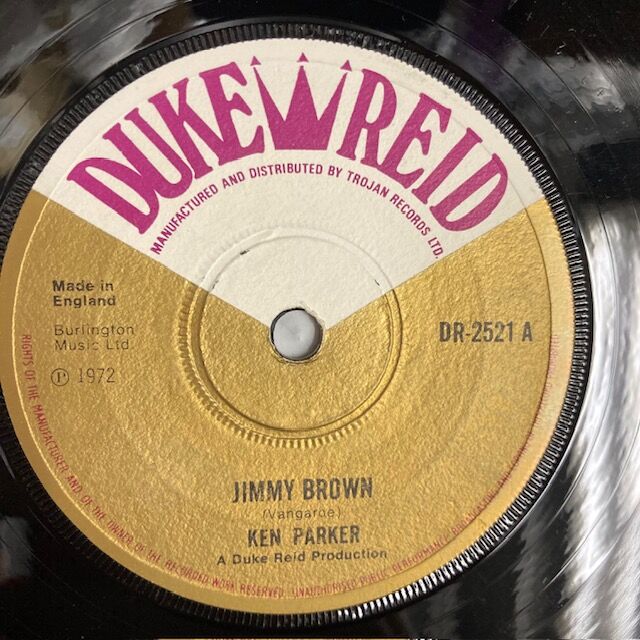 DUKE REID
MANUFACTURED AND DISTRIBUTED BY TROJAN RECORDS LTD.
Made in
England
Burlington
Music Ltd
Ⓟ 1972
DR-2521 A
JIMMY BROWN
(Vangarde)
KEN PARKER
A Duke Reid Production
RIGHTS OF THE MANUFACTURER AND OF THE OWNER OF THE RECORDED WORK RESERVED. UNAUTHORISED PUBLIC PERFORMANCE